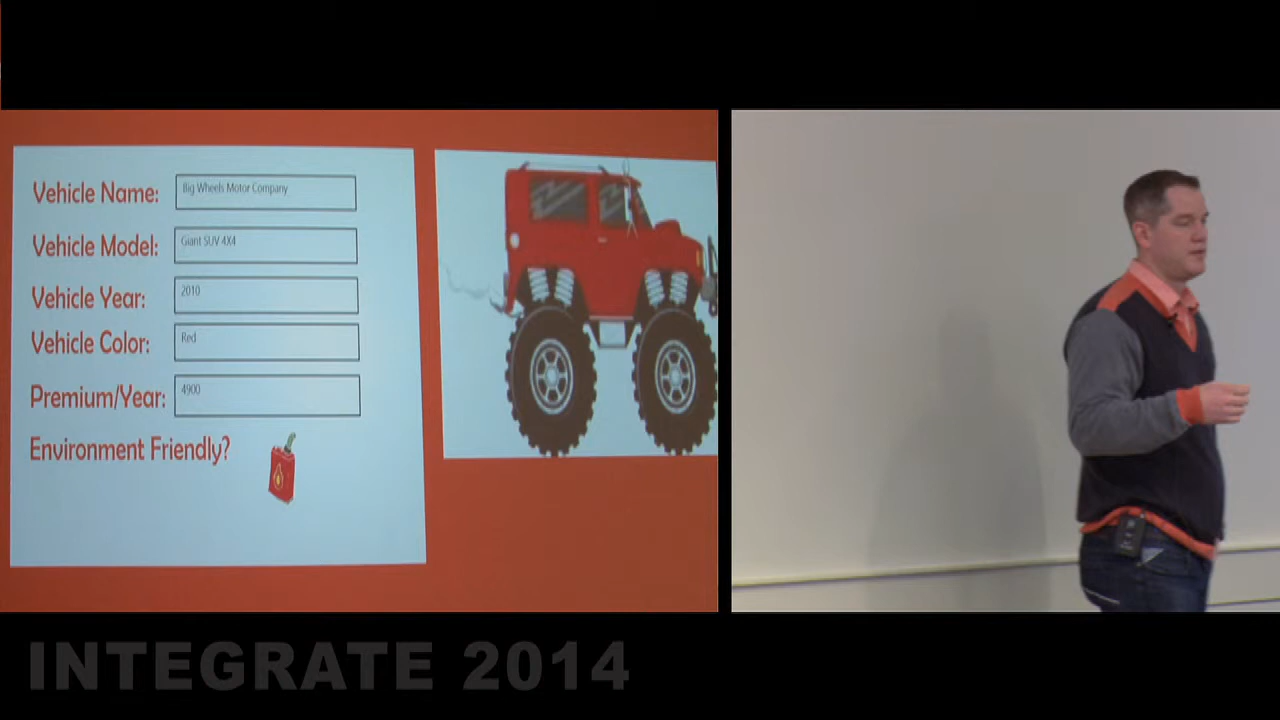 Vehicle Name:
Big Wheels Motor Company
Vehicle Model:
Giant SUV 4X4
Vehicle Year:
2010
Vehicle Color:
Red
Premium/Year:
4900
Environment Friendly?
INTEGRATE 2014